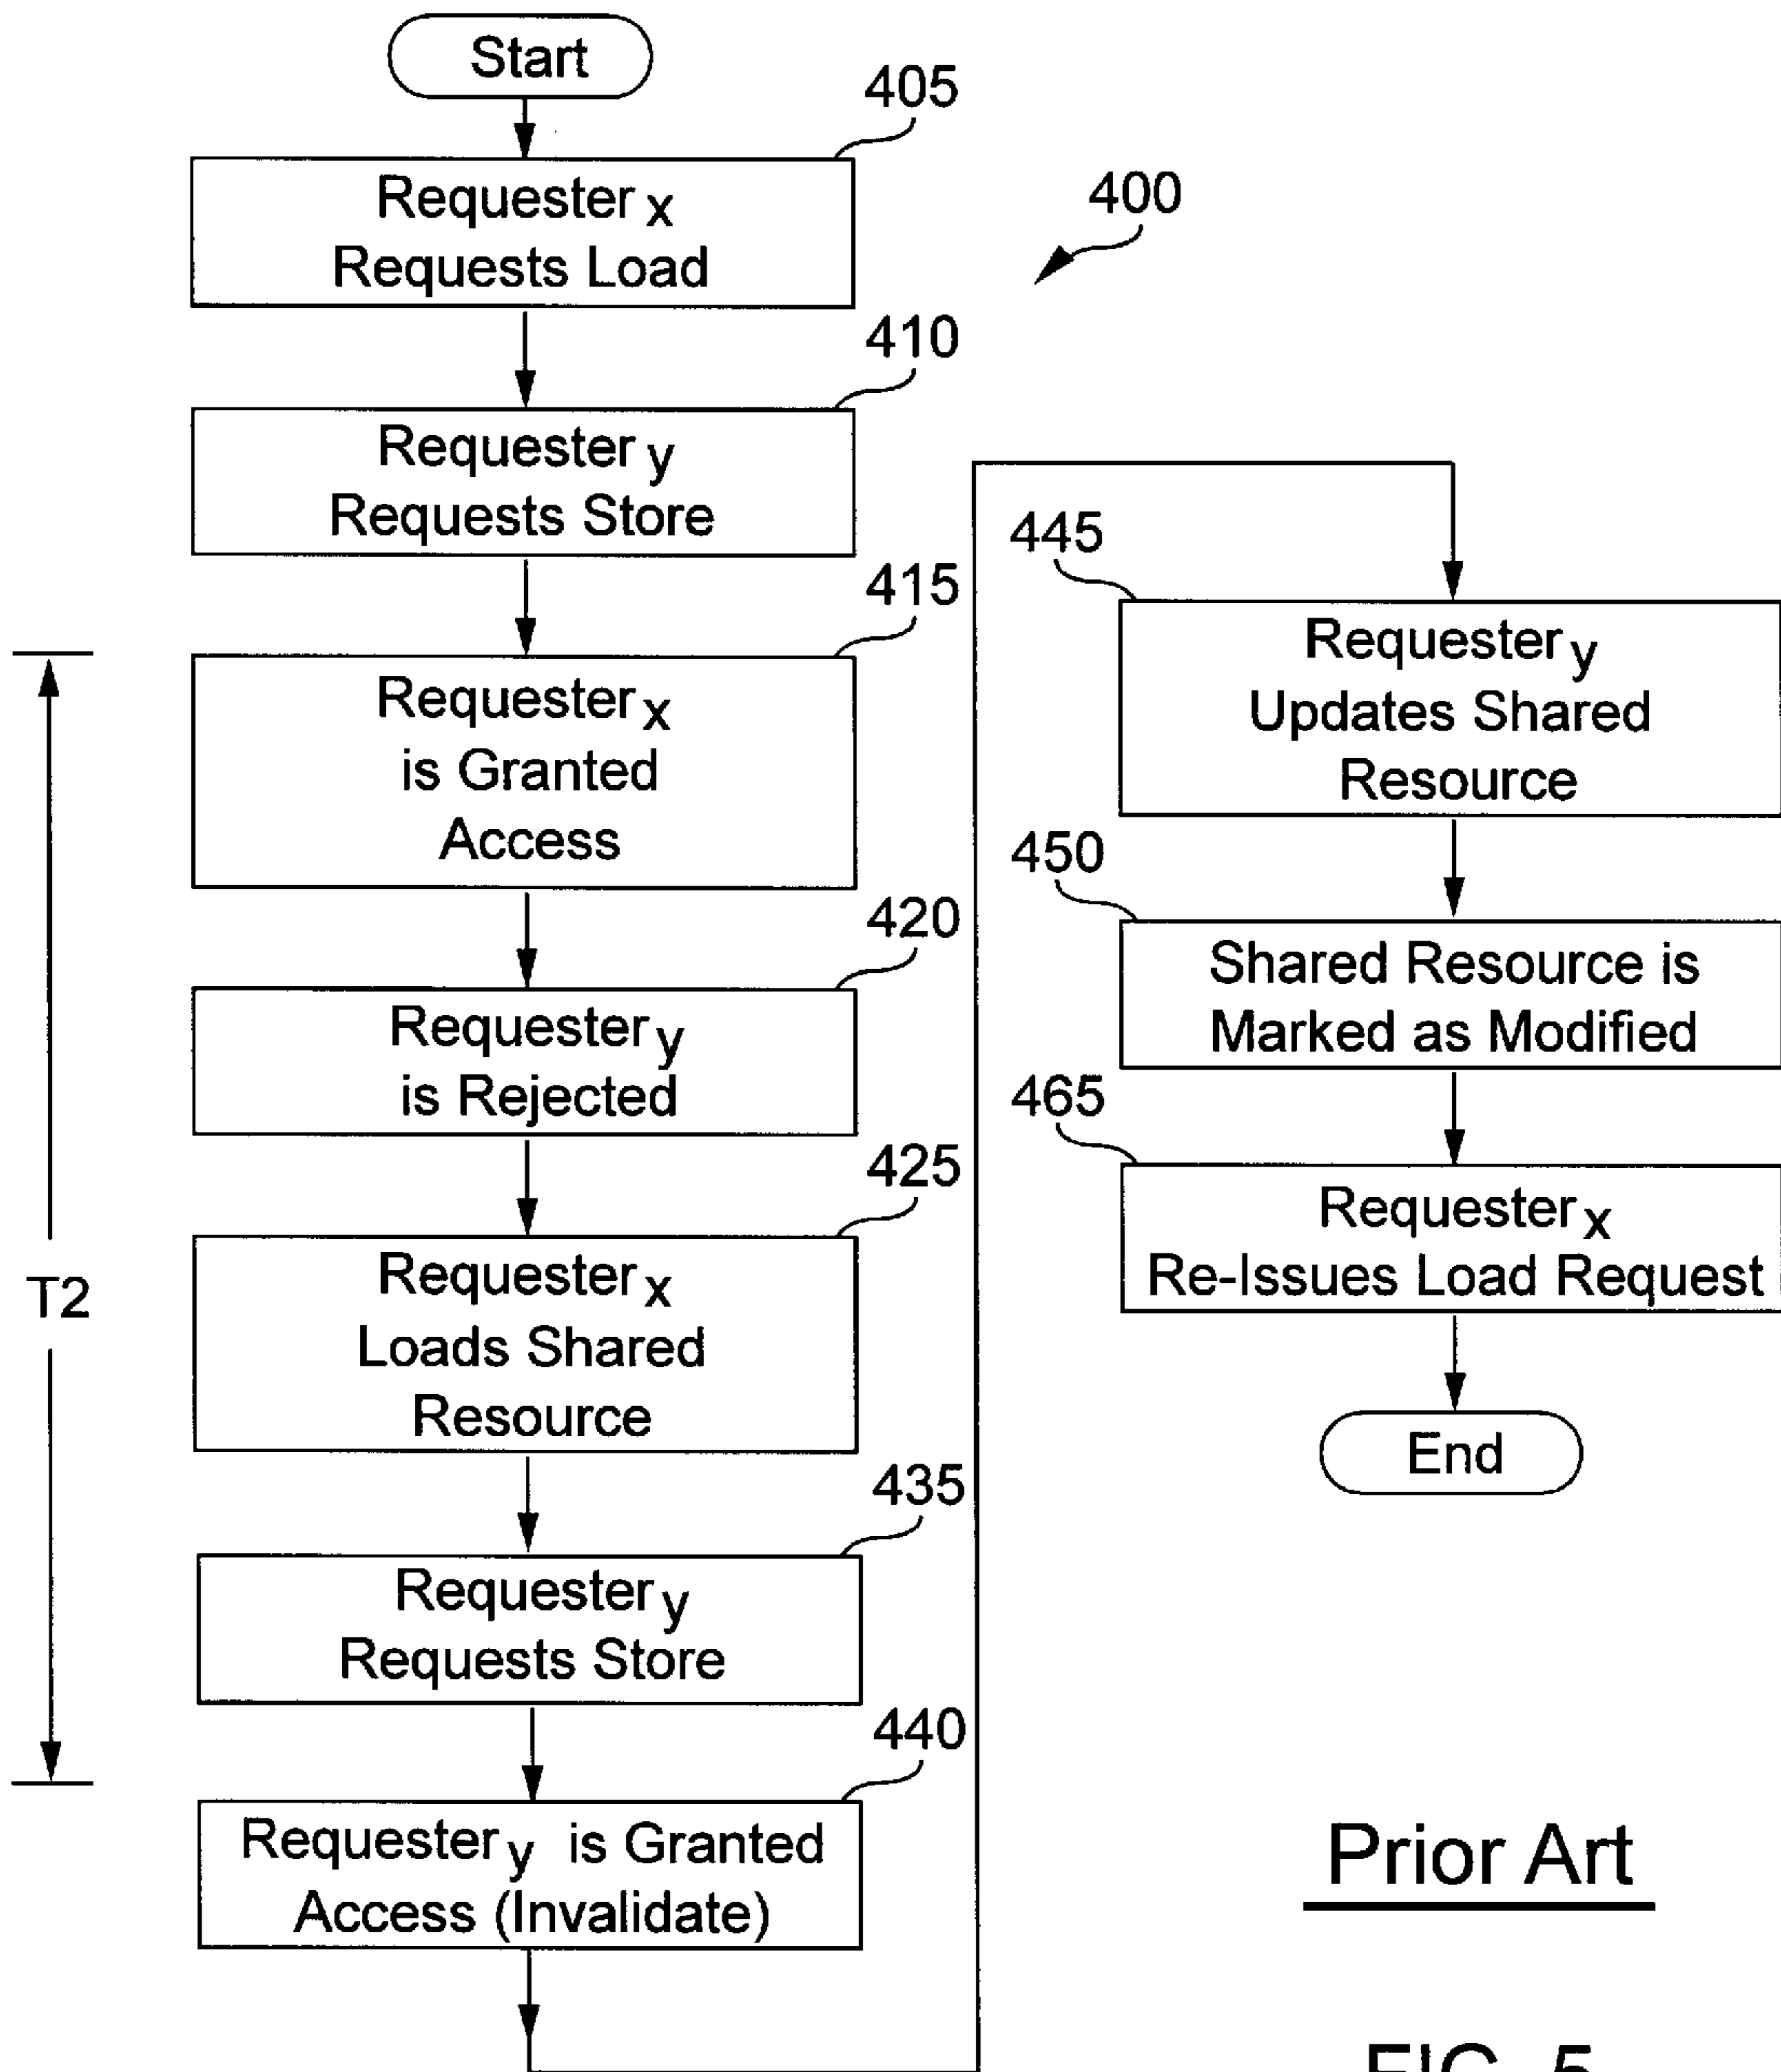 Start
405
Requester x
Requests Load
400
410
Requester y
Requests Store
415
Requester x
is Granted
Access
420
Requester y
is Rejected
425
Requester x
Loads Shared
Resource
T2
435
Requester y
Requests Store
440
Requester y is Granted
Access (Invalidate)
445
Requester y
Updates Shared
Resource
450
Shared Resource is
Marked as Modified
465
Requester x
Re-Issues Load Request
End
Prior Art
FIG. 5